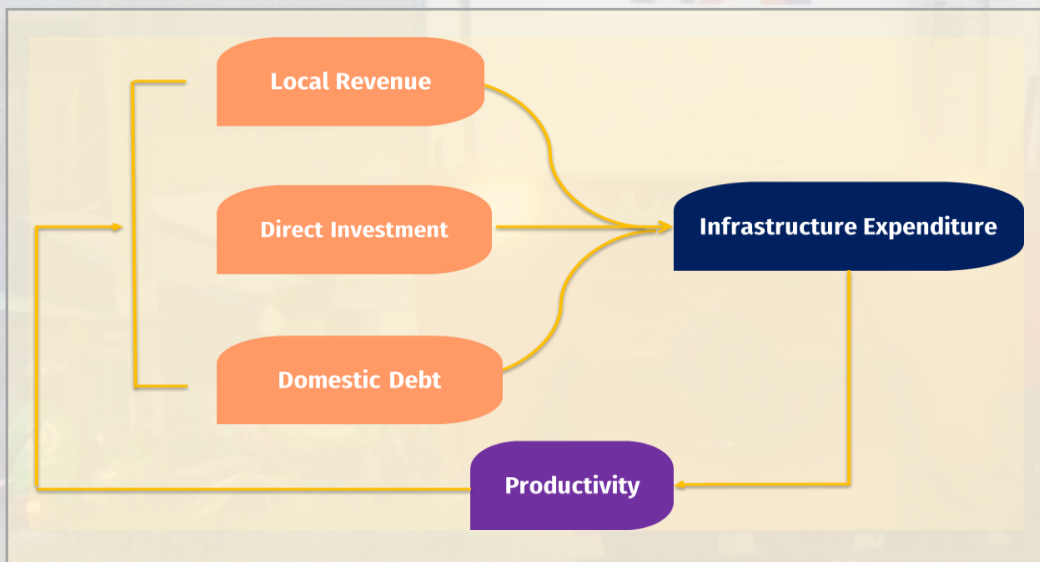 Local Revenue
Direct Investment
Infrastructure Expenditure
Domestic Debt
Productivity